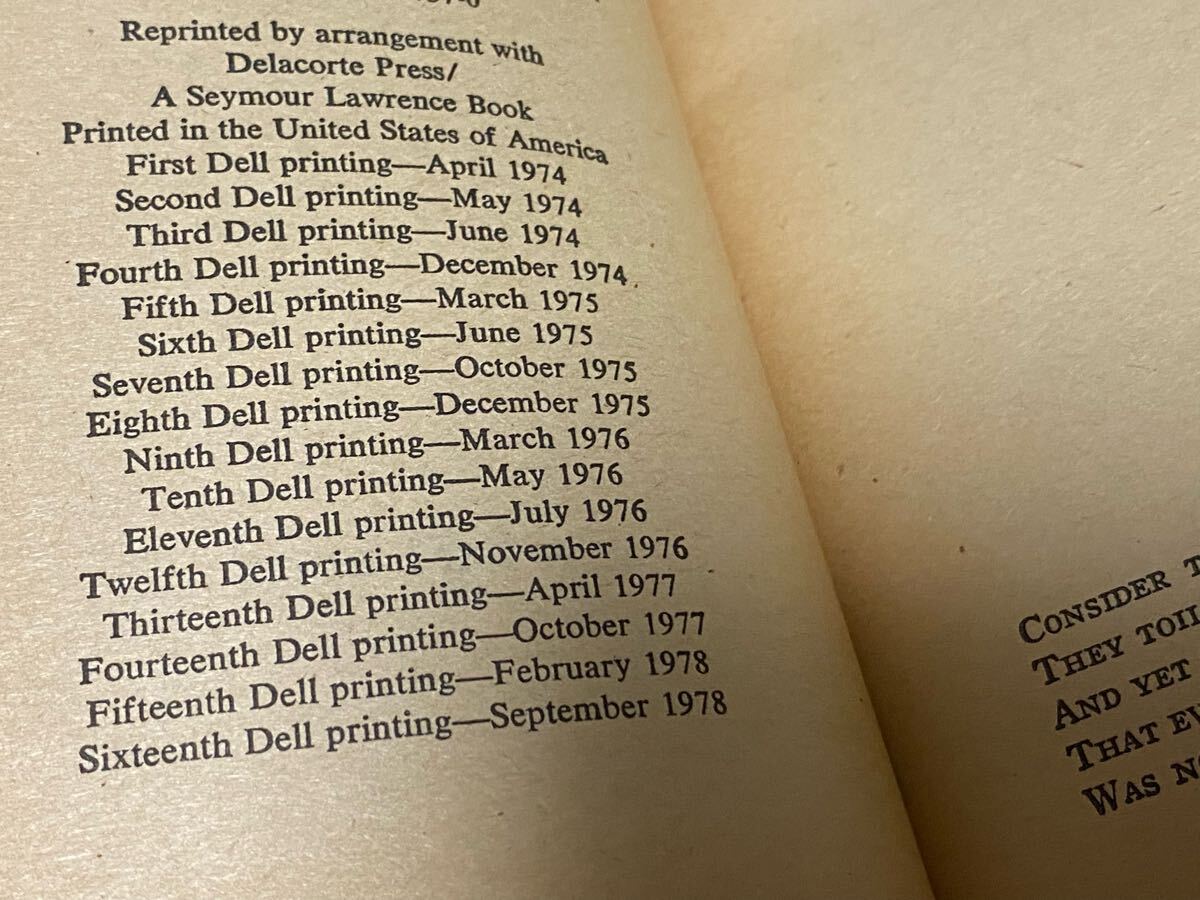 Reprinted by arrangement with
Delacorte Press/
A Seymour Lawrence Book
Printed in the United States of America
First Dell printing—April 1974
Second Dell printing—May 1974
Third Dell printing—June 1974
Fourth Dell printing—December 1974
Fifth Dell printing—March 1975
Sixth Dell printing—June 1975
Seventh Dell printing—October 1975
Eighth Dell printing—December 1975
Ninth Dell printing—March 1976
Tenth Dell printing—May 1976
Eleventh Dell printing—July 1976
Twelfth Dell printing—November 1976
Thirteenth Dell printing—April 1977
Fourteenth Dell printing—October 1977
Fifteenth Dell printing—February 1978
Sixteenth Dell printing—September 1978
CONSIDER
THEY
AND YET
THAT
WAS